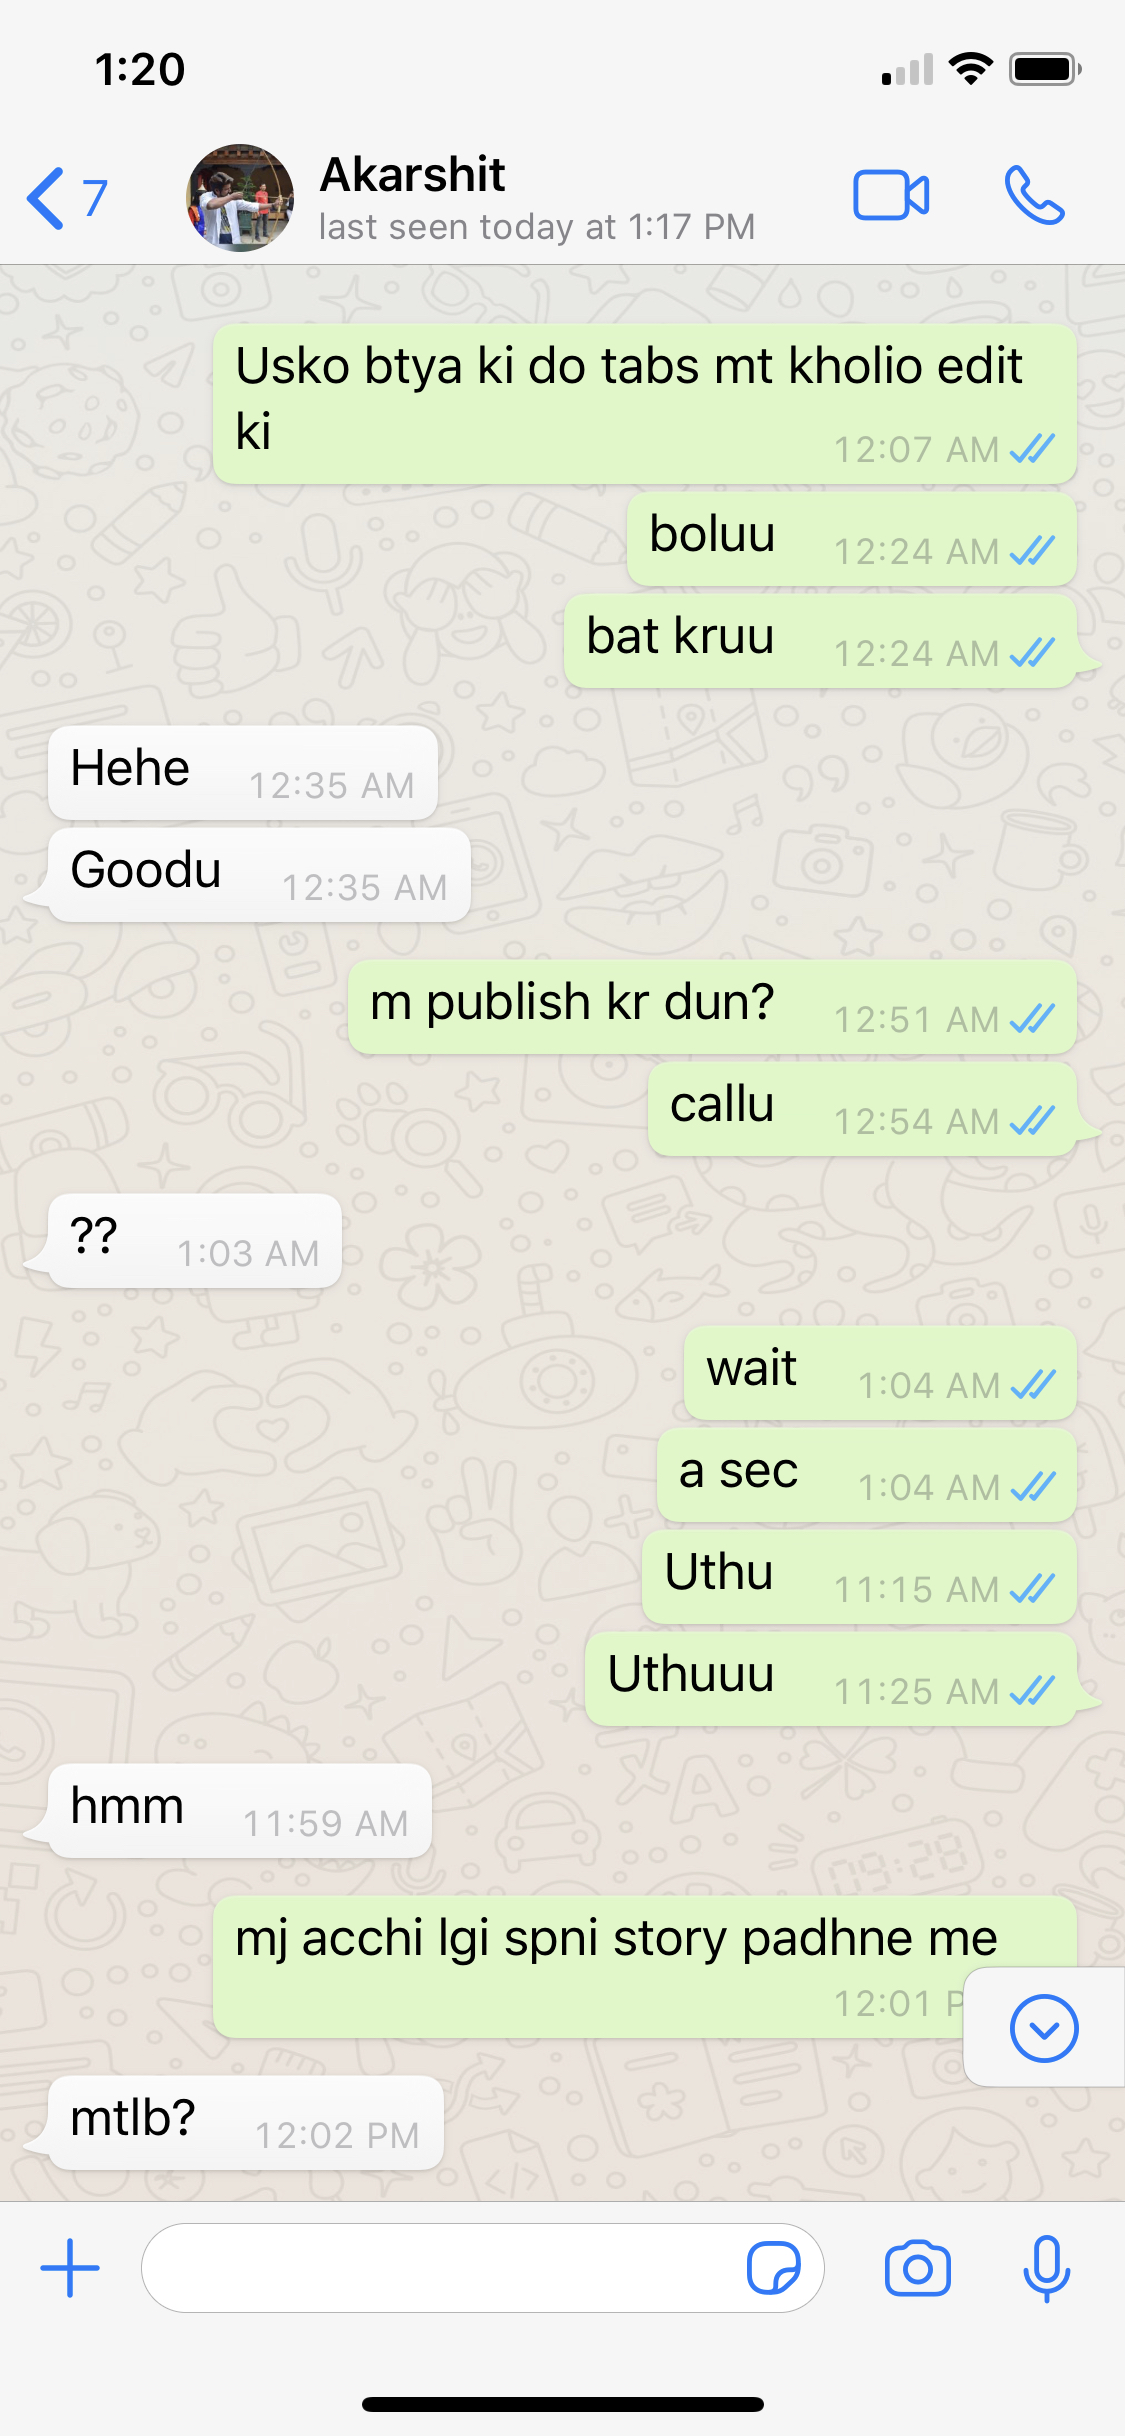 1:20
7
Akarshit
last seen today at 1:17 PM
Usko btya ki do tabs mt kholio edit
ki
12:07 AM
boluu 12:24 AM
bat kruu 12:24 AM
Hehe 12:35 AM
Goodu 12:35 AM
m publish kr dun? 12:51 AM
callu 12:54 AM
?? 1:03 AM
wait 1:04 AM
a sec 1:04 AM
Uthu 11:15 AM
Uthuuu 11:25 AM
hmm 11:59 AM
mj acchi lgi spni story padhne me
12:01 P
mtlb? 12:02 PM